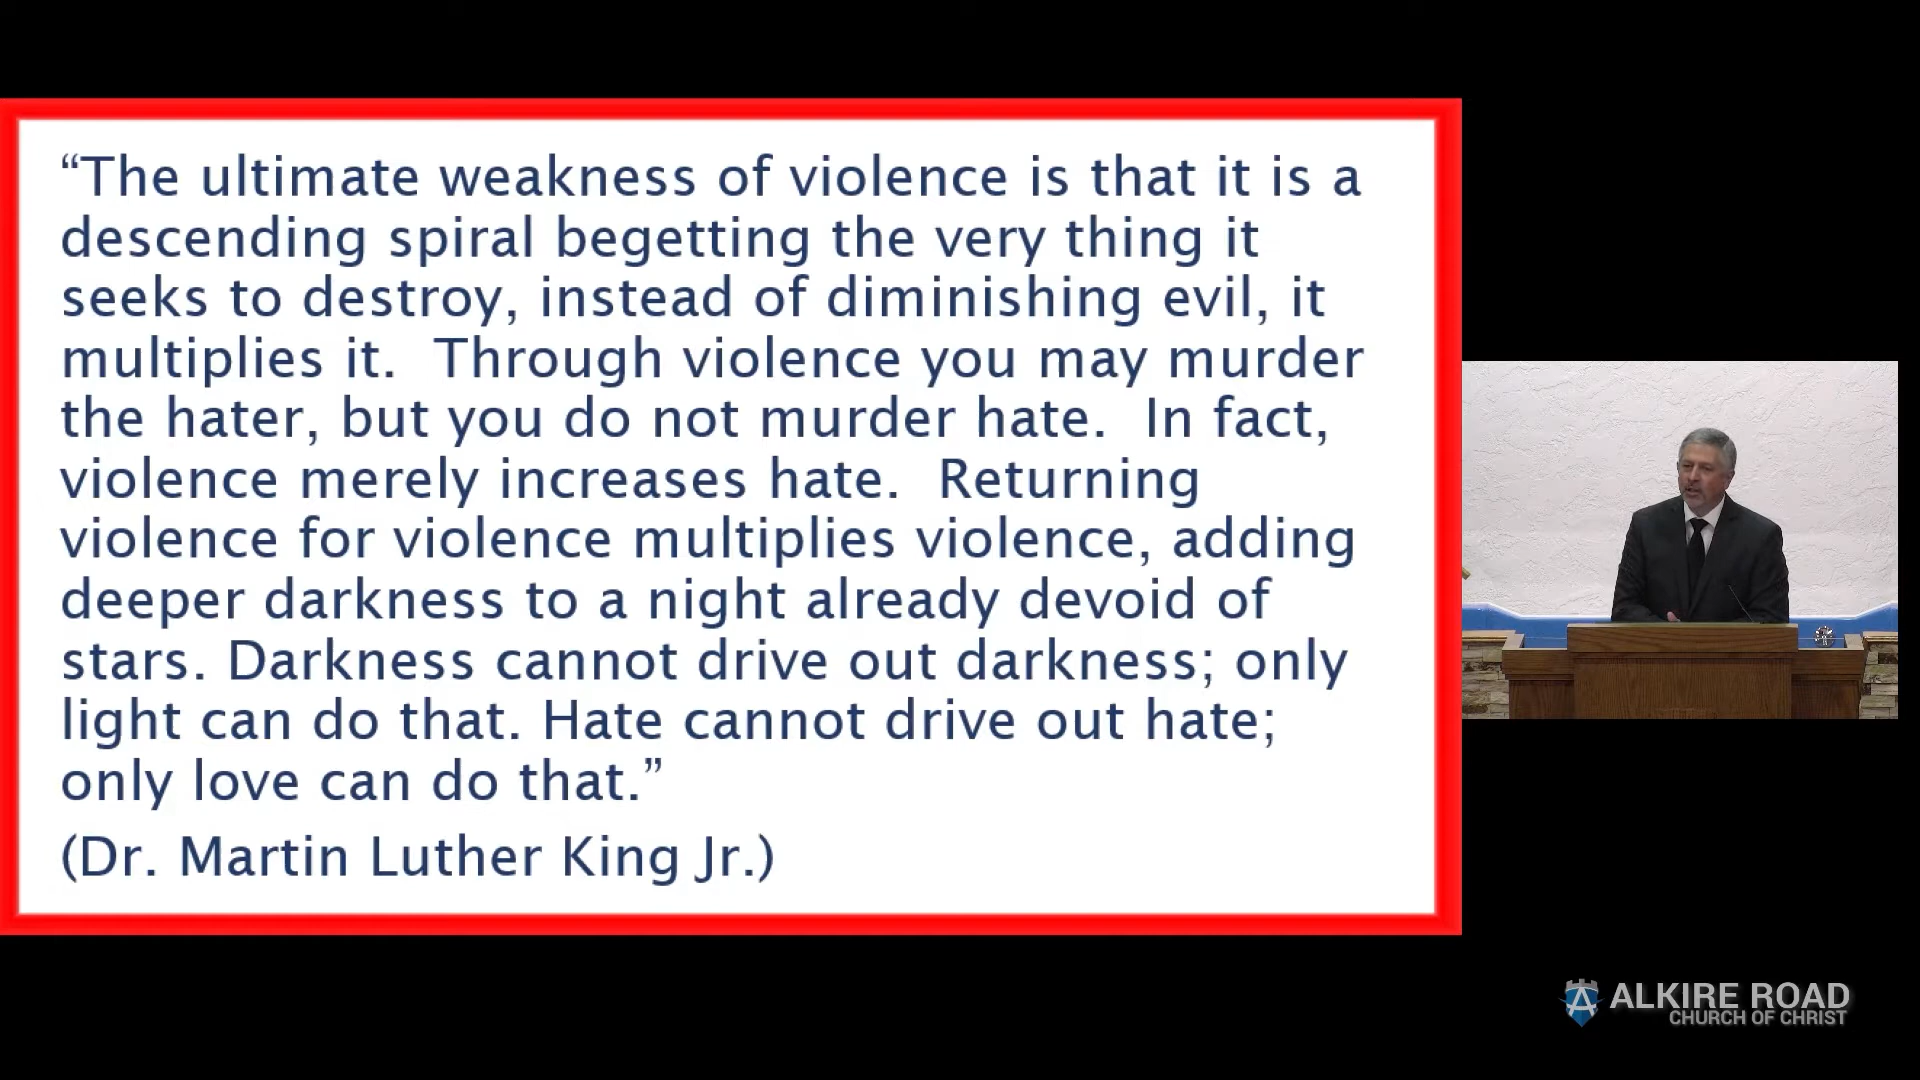 “The ultimate weakness of violence is that it is a
descending spiral begetting the very thing it
seeks to destroy, instead of diminishing evil, it
multiplies it.  Through violence you may murder
the hater, but you do not murder hate.  In fact,
violence merely increases hate.  Returning
violence for violence multiplies violence, adding
deeper darkness to a night already devoid of
stars. Darkness cannot drive out darkness; only
light can do that. Hate cannot drive out hate;
only love can do that.”
(Dr. Martin Luther King Jr.)
ALKIRE ROAD
CHURCH OF CHRIST